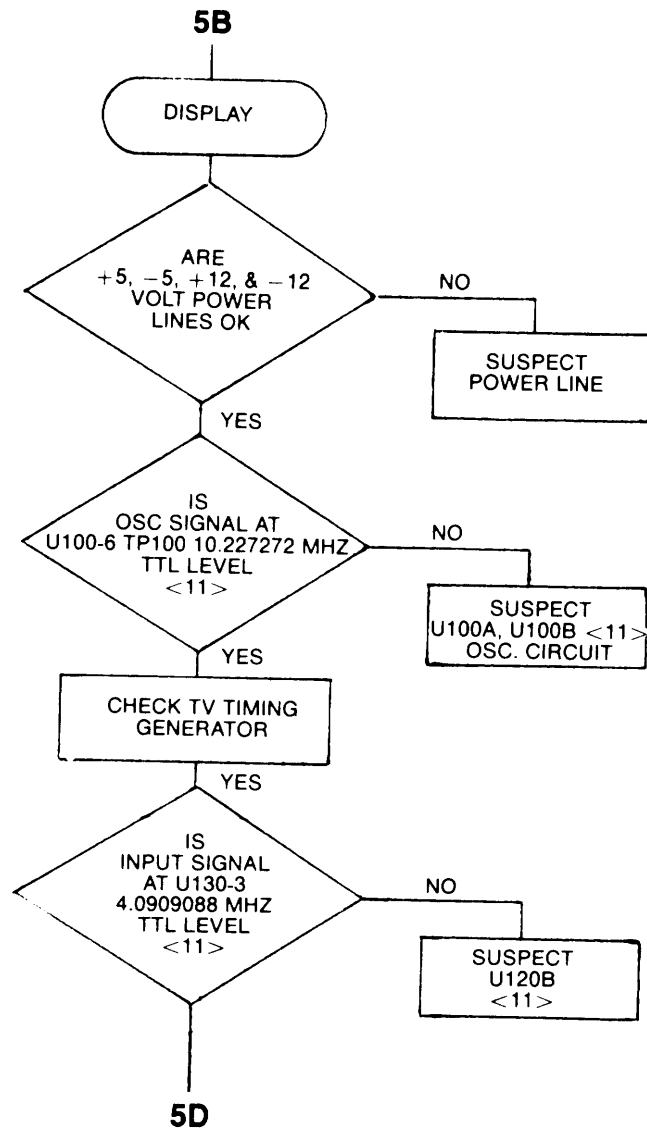 5B
DISPLAY
ARE
+5, −5, +12, & −12
VOLT POWER
LINES OK
NO
SUSPECT
POWER LINE
YES
IS
OSC SIGNAL AT
U100-6 TP100 10.227272 MHZ
TTL LEVEL
<11>
NO
SUSPECT
U100A, U100B <11>
OSC. CIRCUIT
YES
CHECK TV TIMING
GENERATOR
YES
IS
INPUT SIGNAL
AT U130-3
4.0909088 MHZ
TTL LEVEL
<11>
NO
SUSPECT
U120B
<11>
5D